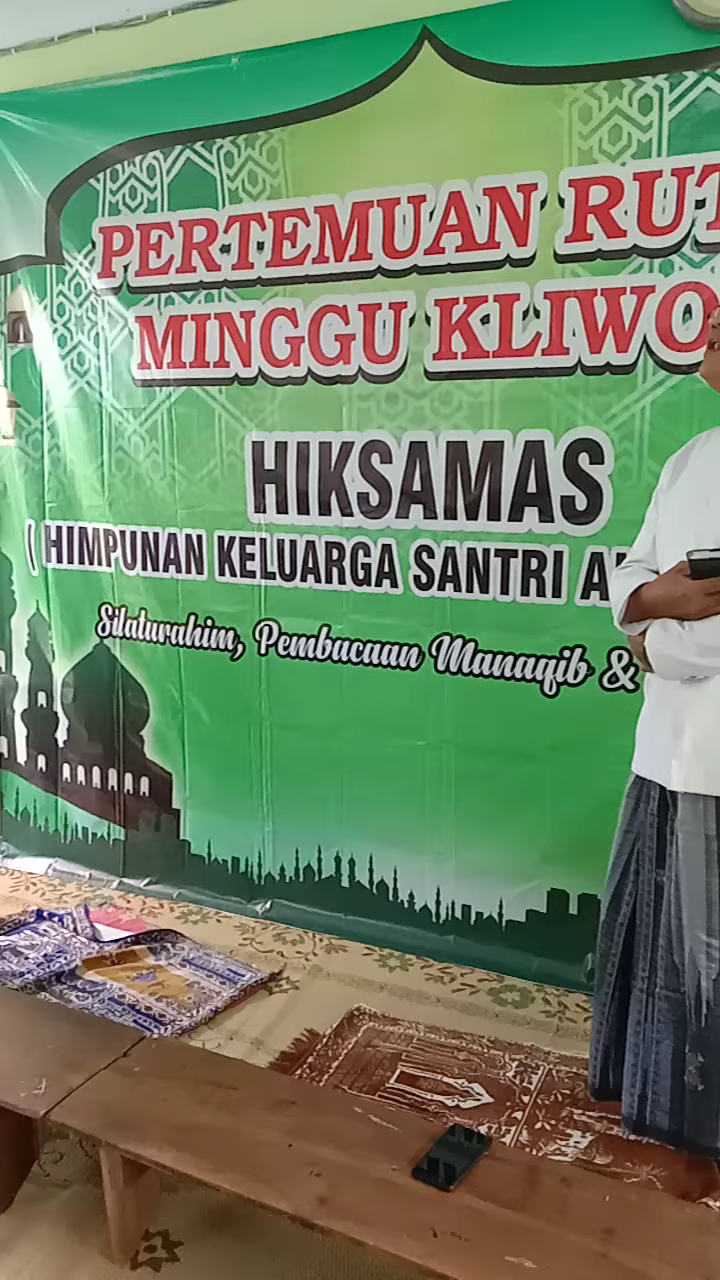 PERTEMUAN RUT
MINGGU KLIWO
HIKSAMAS
( HIMPUNAN KELUARGA SANTRI A
Silaturahim, Pembacaan Manaqib &